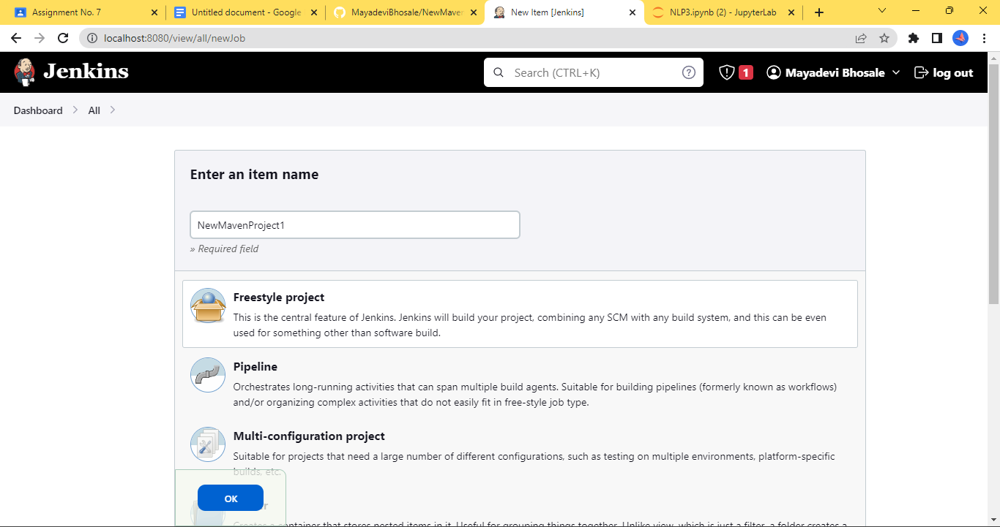 Assignment No. 7
Untitled document - Google
MayadeviBhosale/NewMaven
New Item [Jenkins]
NLP3.ipynb (2) - JupyterLab
localhost:8080/view/all/newJob
Jenkins
Search (CTRL+K)
1
Mayadevi Bhosale
log out
Dashboard
All
Enter an item name
NewMavenProject1
» Required field
Freestyle project
This is the central feature of Jenkins. Jenkins will build your project, combining any SCM with any build system, and this can be even
used for something other than software build.
Pipeline
Orchestrates long-running activities that can span multiple build agents. Suitable for building pipelines (formerly known as workflows)
and/or organizing complex activities that do not easily fit in free-style job type.
Multi-configuration project
Suitable for projects that need a large number of different configurations, such as testing on multiple environments, platform-specific
builds, etc.
OK
Creates a container that stores nested items in it. Useful for grouping things together. Unlike view, which is just a filter, a folder creates a